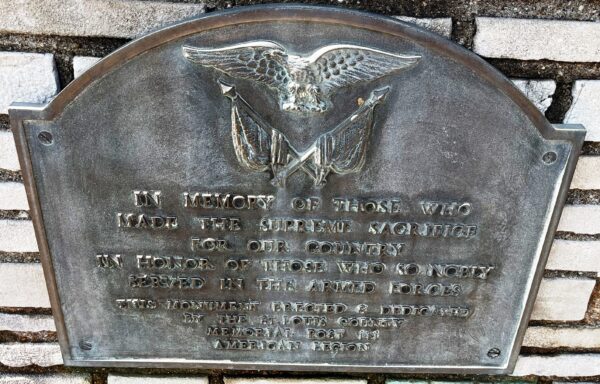 IN MEMORY OF THOSE WHO
MADE THE SUPREME SACRIFICE
FOR OUR COUNTRY
IN HONOR OF THOSE WHO SO NOBLY
SERVED IN THE ARMED FORCES
THIS MONUMENT ERECTED & DEDICATED
BY THE COUNTY
MEMORIAL POST
AMERICAN LEGION